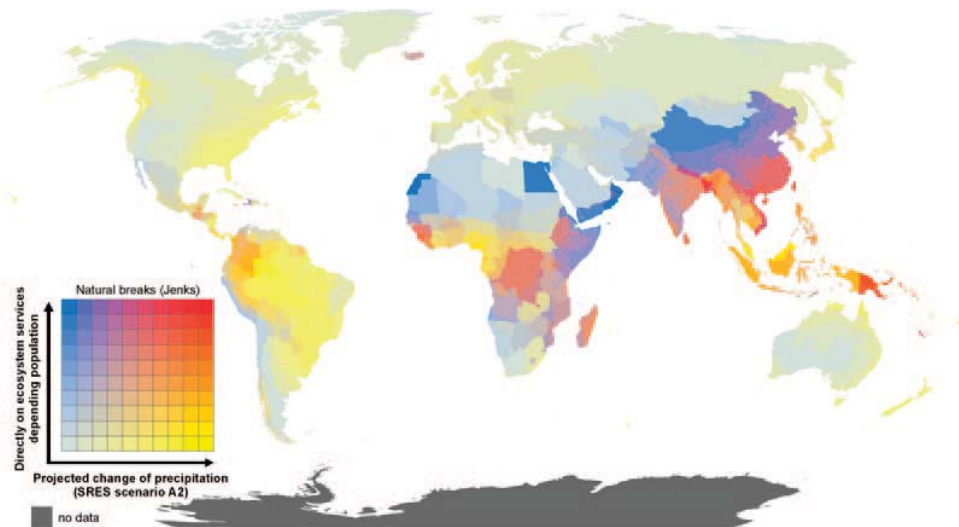 Natural breaks (Jenks)
Directly on ecosystem services
depending population
Projected change of precipitation
(SRES scenario A2)
no data